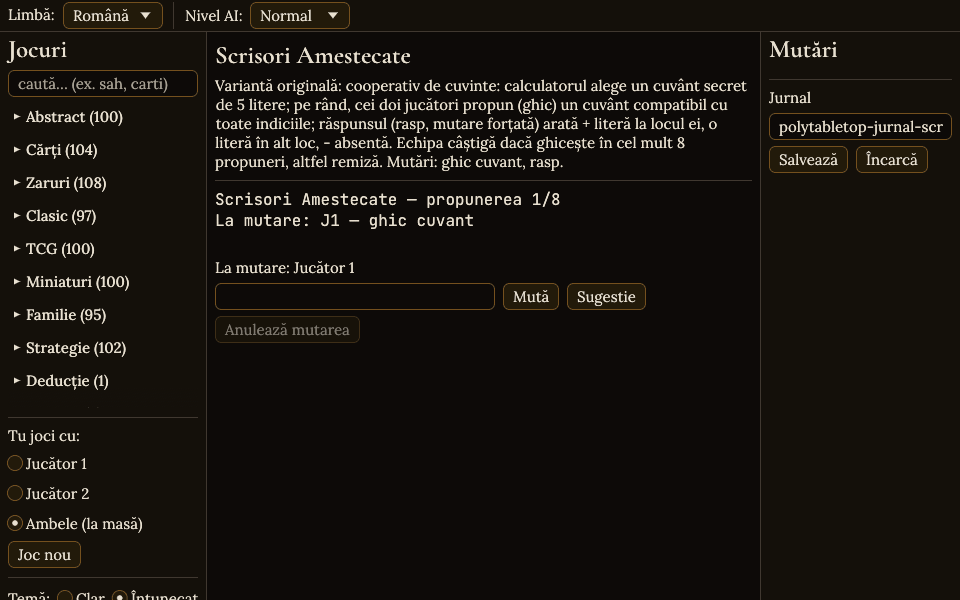 Limbă: Română ▼ Nivel AI: Normal ▼
Jocuri
caută... (ex. sah, carti)
▸ Abstract (100)
▸ Cărți (104)
▸ Zaruri (108)
▸ Clasic (97)
▸ TCG (100)
▸ Miniaturi (100)
▸ Familie (95)
▸ Strategie (102)
▸ Deducție (1)
Tu joci cu:
Jucător 1
Jucător 2
Ambele (la masă)
Joc nou
Temă: Clar Întunecat
Scrisori Amestecate
Variantă originală: cooperativ de cuvinte: calculatorul alege un cuvânt secret
de 5 litere; pe rând, cei doi jucători propun (ghic) un cuvânt compatibil cu
toate indiciile; răspunsul (rasp, mutare forțată) arată + literă la locul ei, o
literă în alt loc, - absentă. Echipa câștigă dacă ghicește în cel mult 8
propuneri, altfel remiză. Mutări: ghic cuvant, rasp.
Scrisori Amestecate — propunerea 1/8
La mutare: J1 — ghic cuvant
La mutare: Jucător 1
Mută Sugestie
Anulează mutarea
Mutări
Jurnal
polytabletop-jurnal-scr
Salvează Încarcă